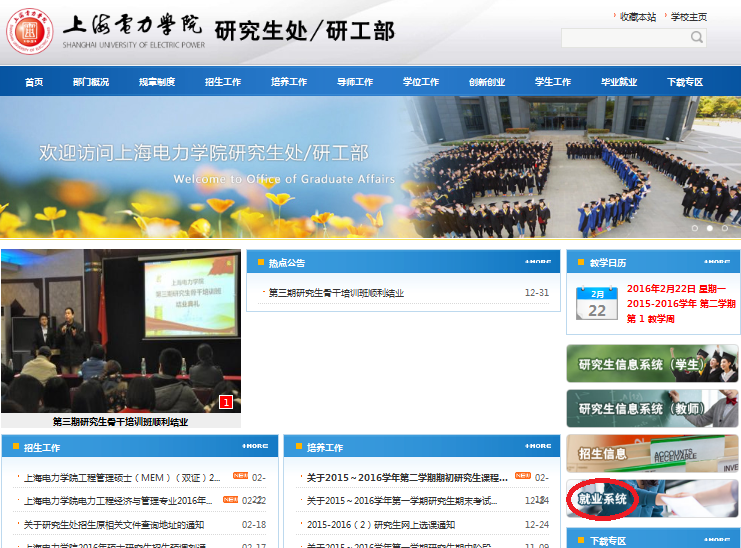 上海电力学院
SHANGHAI UNIVERSITY OF ELECTRIC POWER
研究生处/研工部
收藏本站 学校主页
首页 部门概况 规章制度 招生工作 培养工作 导师工作 学位工作 创新创业 学生工作 毕业就业 下载专区
欢迎访问上海电力学院研究生处/研工部
Welcome to Office of Graduate Affairs
上海电力学院
第三期研究生骨干培训班
结业典礼
1
第三期研究生骨干培训班顺利结业
热点公告 +MORE
第三期研究生骨干培训班顺利结业 12-31
教学日历 +MORE
2月
22
2016年2月22日 星期一
2015-2016学年 第二学期
第 1 教学周
研究生信息系统（学生）
研究生信息系统（教师）
招生信息
ACCOUNTS
RECEIVABLE
INVE
就业系统
下载专区 +MORE
招生工作 +MORE
上海电力学院工程管理硕士（MEM）（双证）2... NEW 02-
上海电力学院电力工程经济与管理专业2016年... NEW 02-22
关于研究生处招生原相关文件查询地址的通知 02-18
上海电力学院2016年硕士研究生招生预调剂通... 02-17
培养工作 +MORE
关于2015～2016学年第二学期期初研究生课程... NEW 02-
关于2015～2016学年第一学期研究生期末考试... 12-24
2015-2016（2）研究生网上选课通知 12-24
关于2015～2016学年第一学期研究生期中阶段... 11-09